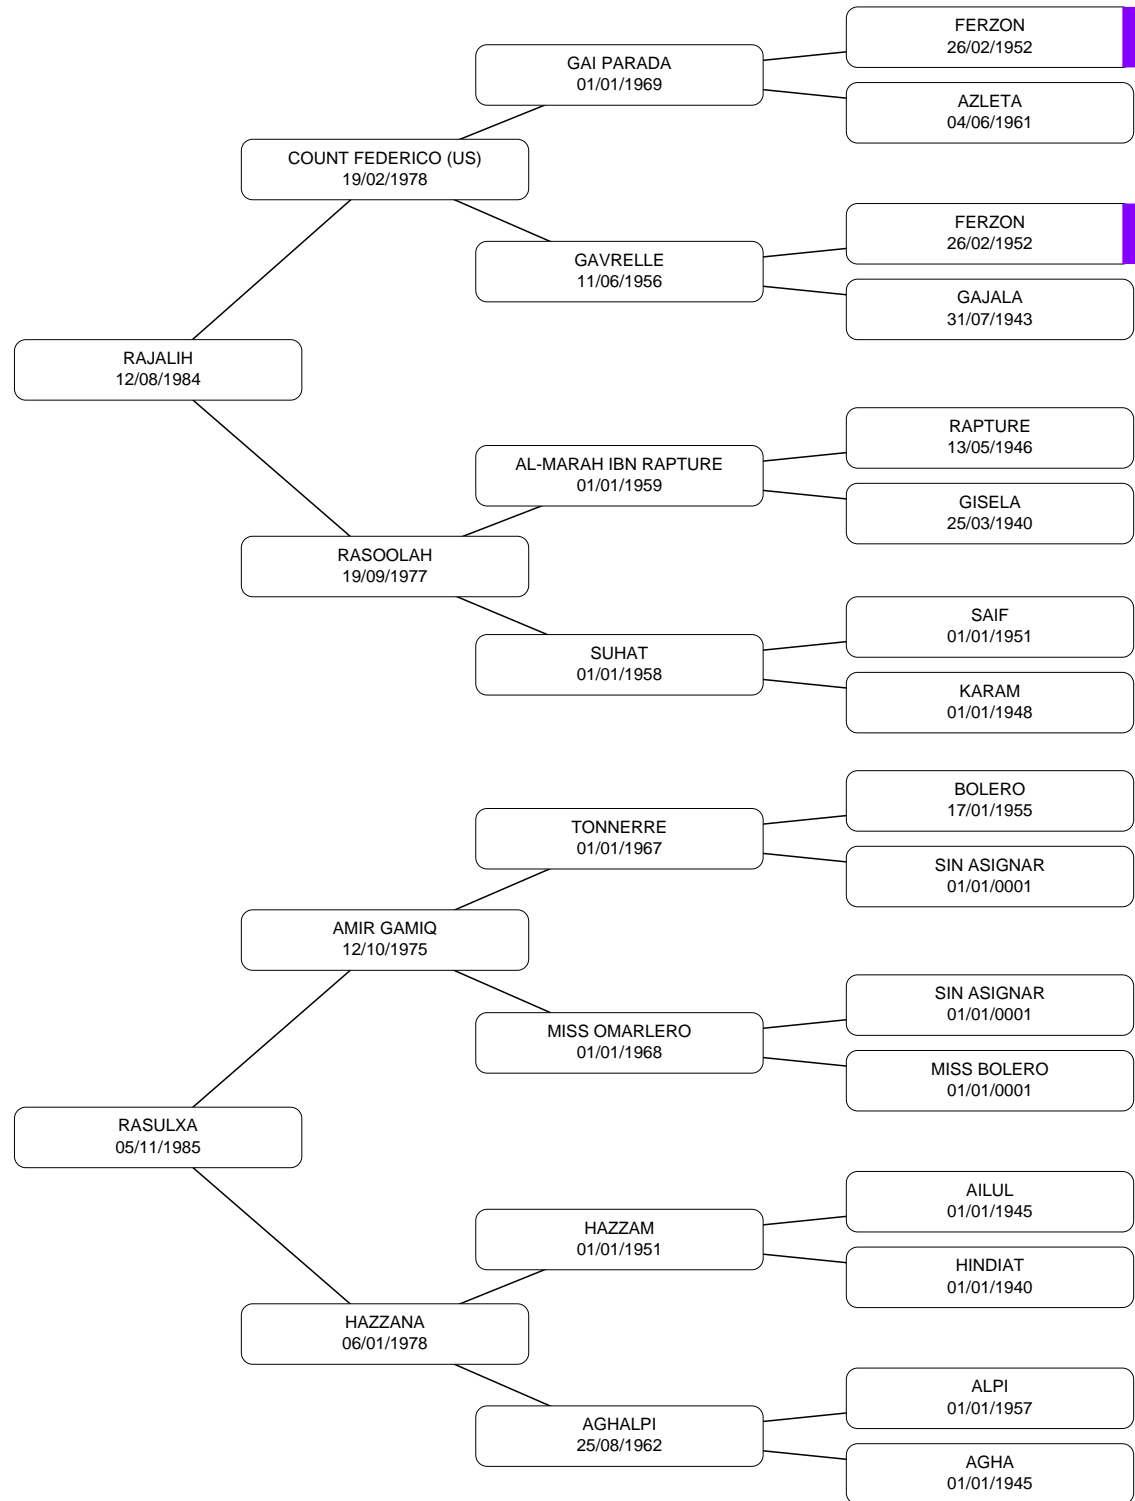 FERZON
26/02/1952
GAI PARADA
01/01/1969
AZLETA
04/06/1961
COUNT FEDERICO (US)
19/02/1978
FERZON
26/02/1952
GAVRELLE
11/06/1956
GAJALA
31/07/1943
RAJALIH
12/08/1984
RAPTURE
13/05/1946
AL-MARAH IBN RAPTURE
01/01/1959
GISELA
25/03/1940
RASOOLAH
19/09/1977
SAIF
01/01/1951
SUHAT
01/01/1958
KARAM
01/01/1948
BOLERO
17/01/1955
TONNERRE
01/01/1967
SIN ASIGNAR
01/01/0001
AMIR GAMIQ
12/10/1975
SIN ASIGNAR
01/01/0001
MISS OMARLERO
01/01/1968
MISS BOLERO
01/01/0001
RASULXA
05/11/1985
AILUL
01/01/1945
HAZZAM
01/01/1951
HINDIAT
01/01/1940
HAZZANA
06/01/1978
ALPI
01/01/1957
AGHALPI
25/08/1962
AGHA
01/01/1945